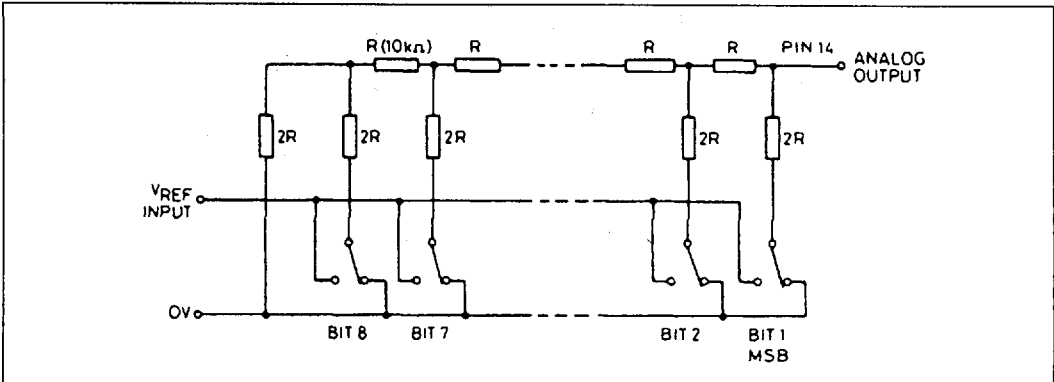 R (10kΩ)
R
R
R
PIN 14
ANALOG
OUTPUT
2R
2R
2R
2R
2R
VREF
INPUT
0V
BIT 8
BIT 7
BIT 2
BIT 1
MSB